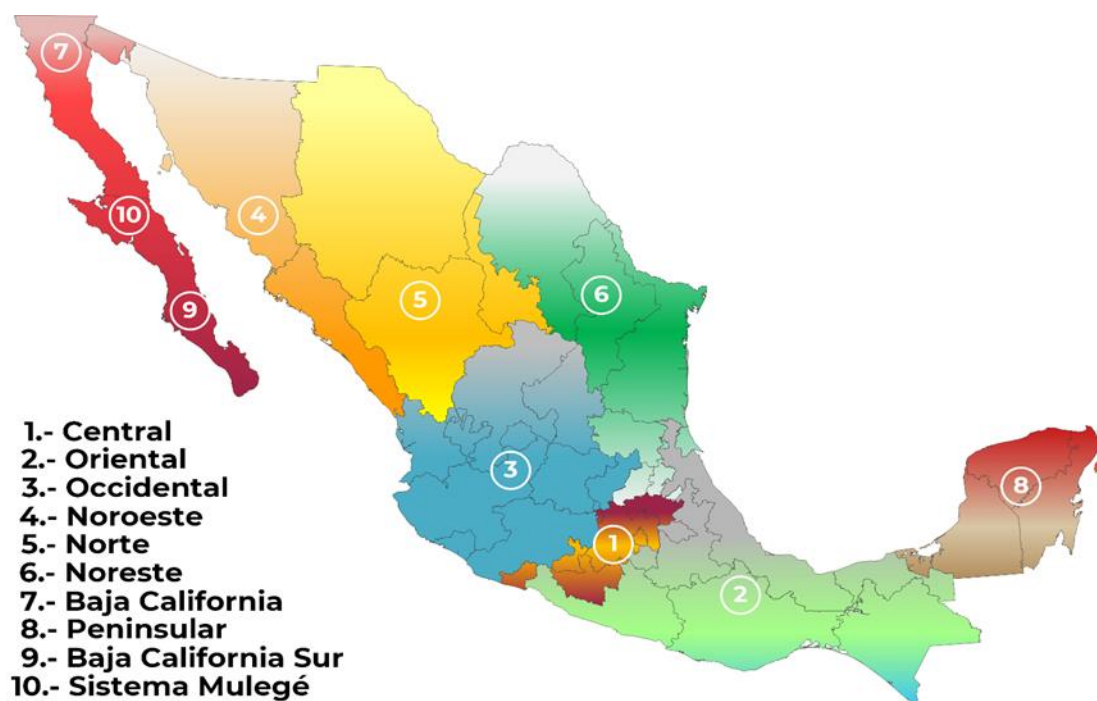 7
10
4
9
5
6
3
1
2
8
1.- Central
2.- Oriental
3.- Occidental
4.- Noroeste
5.- Norte
6.- Noreste
7.- Baja California
8.- Peninsular
9.- Baja California Sur
10.- Sistema Mulegé